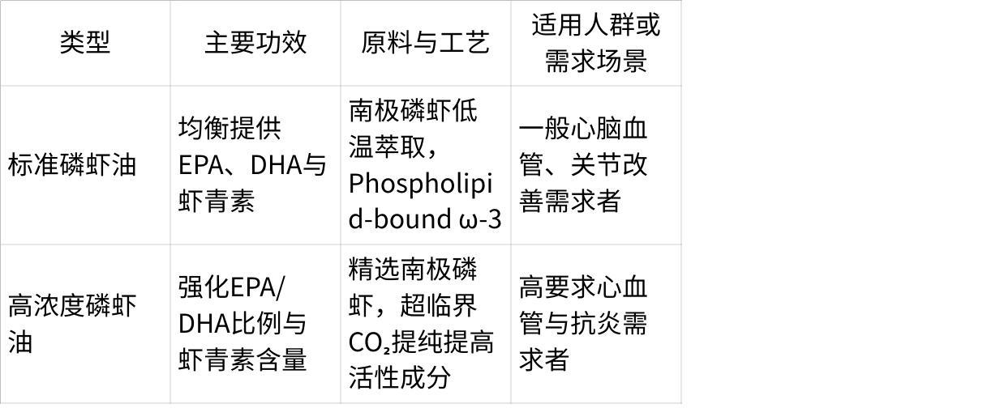 类型
主要功效
原料与工艺
适用人群或
需求场景
标准磷虾油
均衡提供
EPA、DHA与
虾青素
南极磷虾低
温萃取，
Phospholipi
d-bound ω-3
一般心脑血
管、关节改
善需求者
高浓度磷虾
油
强化EPA/
DHA比例与
虾青素含量
精选南极磷
虾，超临界
CO₂提纯提高
活性成分
高要求心血
管与抗炎需
求者